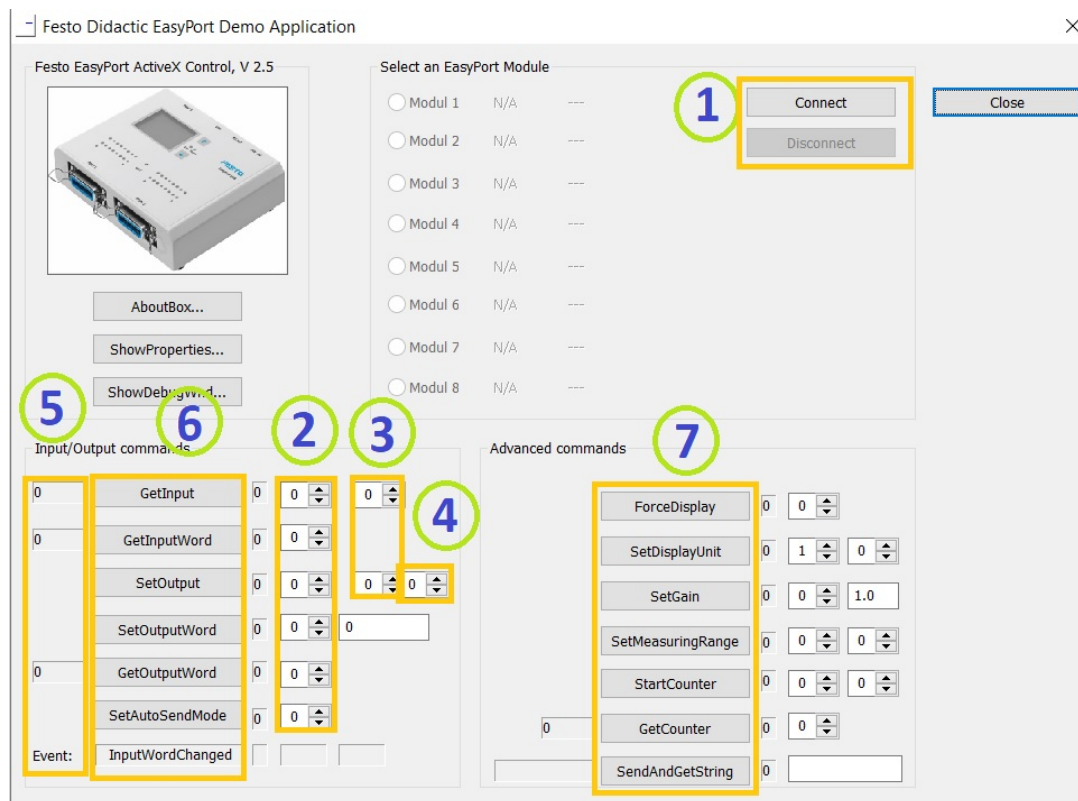 Festo Didactic EasyPort Demo Application
Festo EasyPort ActiveX Control, V 2.5
FESTO
AboutBox...
ShowProperties...
ShowDebugWnd...
Select an EasyPort Module
Modul 1 N/A ---
Modul 2 N/A ---
Modul 3 N/A ---
Modul 4 N/A ---
Modul 5 N/A ---
Modul 6 N/A ---
Modul 7 N/A ---
Modul 8 N/A ---
1
Connect
Disconnect
Close
5
6
2
3
4
Input/Output commands
0 GetInput 0 0 0
0 GetInputWord 0 0
SetOutput 0 0 0 0
SetOutputWord 0 0 0
0 GetOutputWord 0 0
SetAutoSendMode 0 0
Event: InputWordChanged
7
Advanced commands
ForceDisplay 0 0
SetDisplayUnit 0 1 0
SetGain 0 0 1.0
SetMeasuringRange 0 0 0
StartCounter 0 0 0
0 GetCounter 0 0
SendAndGetString 0